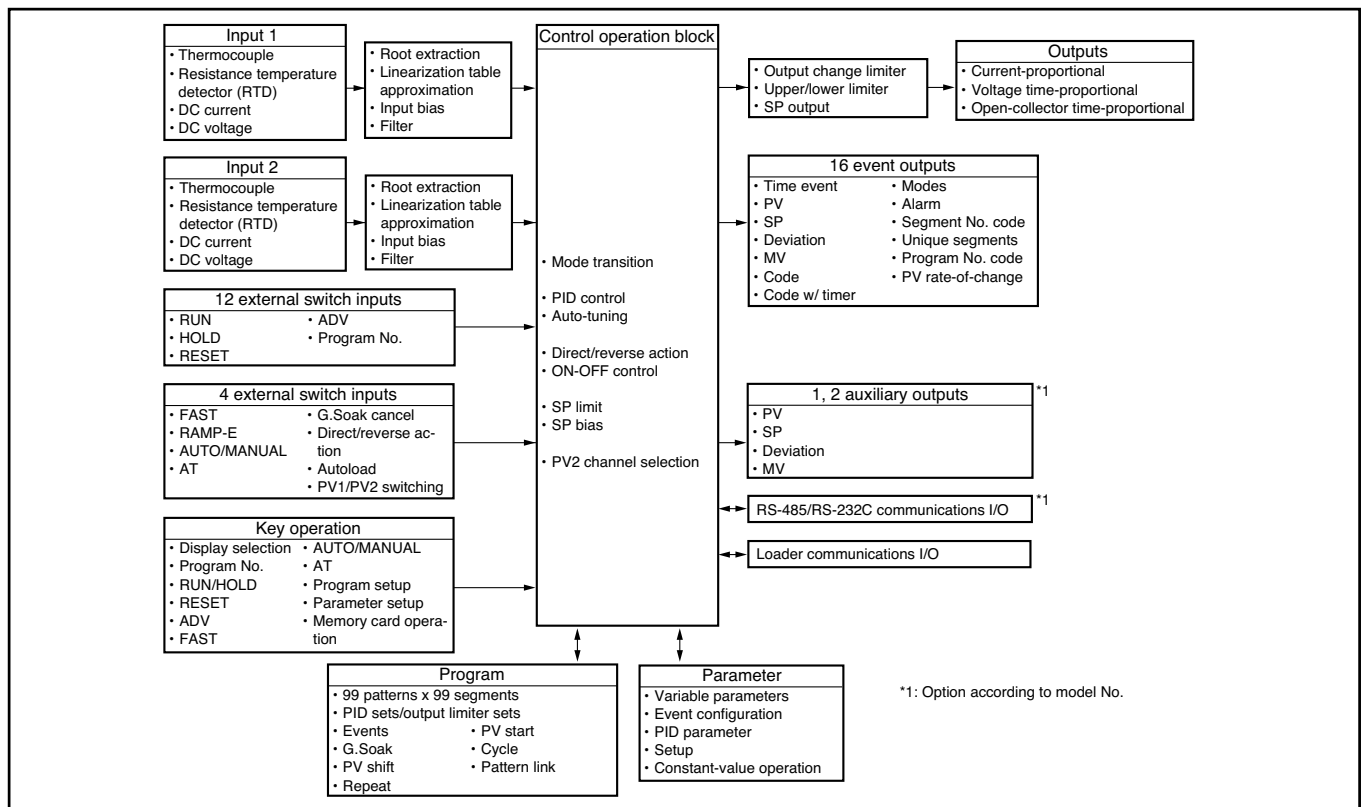 Input 1
・Thermocouple
・Resistance temperature
detector (RTD)
・DC current
・DC voltage
・Root extraction
・Linearization table
approximation
・Input bias
・Filter
Input 2
・Thermocouple
・Resistance temperature
detector (RTD)
・DC current
・DC voltage
・Root extraction
・Linearization table
approximation
・Input bias
・Filter
12 external switch inputs
・RUN
・HOLD
・RESET
・ADV
・Program No.
4 external switch inputs
・FAST
・RAMP-E
・AUTO/MANUAL
・AT
・G.Soak cancel
・Direct/reverse ac-
tion
・Autoload
・PV1/PV2 switching
Key operation
・Display selection
・Program No.
・RUN/HOLD
・RESET
・ADV
・FAST
・AUTO/MANUAL
・AT
・Program setup
・Parameter setup
・Memory card opera-
tion
Control operation block
・Mode transition
・PID control
・Auto-tuning
・Direct/reverse action
・ON-OFF control
・SP limit
・SP bias
・PV2 channel selection
・Output change limiter
・Upper/lower limiter
・SP output
Outputs
・Current-proportional
・Voltage time-proportional
・Open-collector time-proportional
16 event outputs
・Time event
・PV
・SP
・Deviation
・MV
・Code
・Code w/ timer
・Modes
・Alarm
・Segment No. code
・Unique segments
・Program No. code
・PV rate-of-change
1, 2 auxiliary outputs
*1
・PV
・SP
・Deviation
・MV
RS-485/RS-232C communications I/O
*1
Loader communications I/O
Program
・99 patterns x 99 segments
・PID sets/output limiter sets
・Events
・G.Soak
・PV shift
・Repeat
・PV start
・Cycle
・Pattern link
Parameter
・Variable parameters
・Event configuration
・PID parameter
・Setup
・Constant-value operation
*1: Option according to model No.